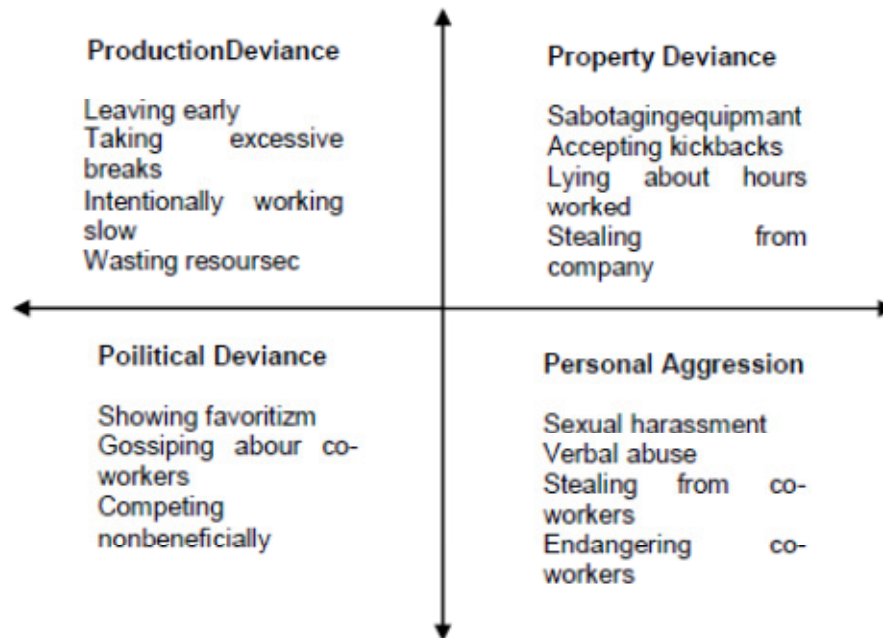 ProductionDeviance
Leaving early
Taking excessive
breaks
Intentionally working
slow
Wasting resoursec
Property Deviance
Sabotagingequipmant
Accepting kickbacks
Lying about hours
worked
Stealing from
company
Poilitical Deviance
Showing favoritizm
Gossiping abour co-
workers
Competing
nonbeneficially
Personal Aggression
Sexual harassment
Verbal abuse
Stealing from co-
workers
Endangering co-
workers